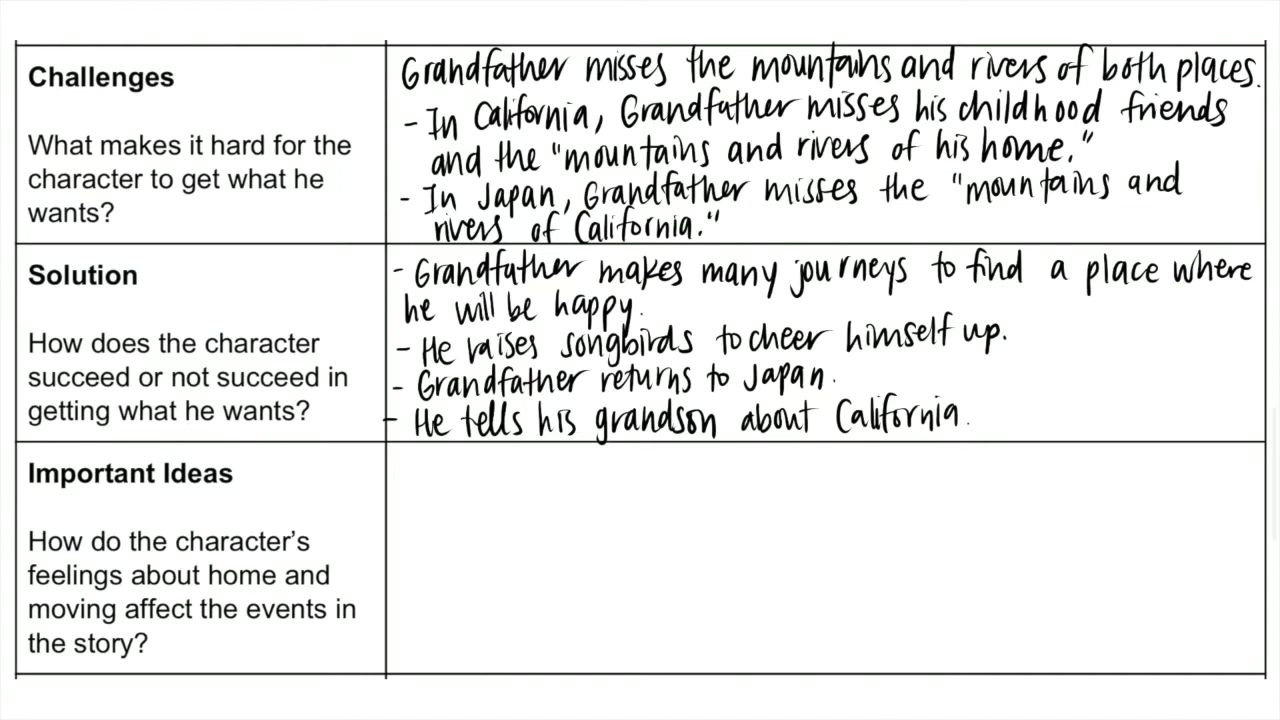 Challenges
What makes it hard for the
character to get what he
wants?
Grandfather misses the mountains and rivers of both places.
- In California, Grandfather misses his childhood friends
and the "mountains and rivers of his home."
- In Japan, Grandfather misses the "mountains and
rivers of California."
Solution
How does the character
succeed or not succeed in
getting what he wants?
- Grandfather makes many journeys to find a place where
he will be happy.
- He raises songbirds to cheer himself up.
- Grandfather returns to Japan.
- He tells his grandson about California.
Important Ideas
How do the character's
feelings about home and
moving affect the events in
the story?